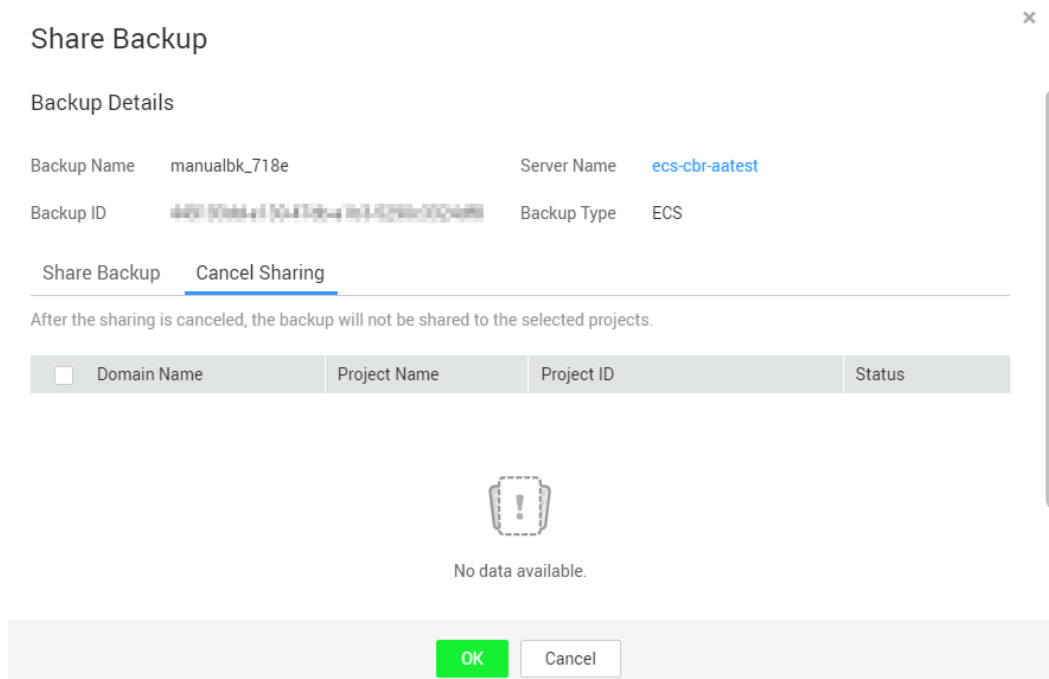 Share Backup
Backup Details
Backup Name manualbk_718e Server Name ecs-cbr-aatest
Backup ID Backup Type ECS
Share Backup Cancel Sharing
After the sharing is canceled, the backup will not be shared to the selected projects.
Domain Name Project Name Project ID Status
No data available.
OK Cancel